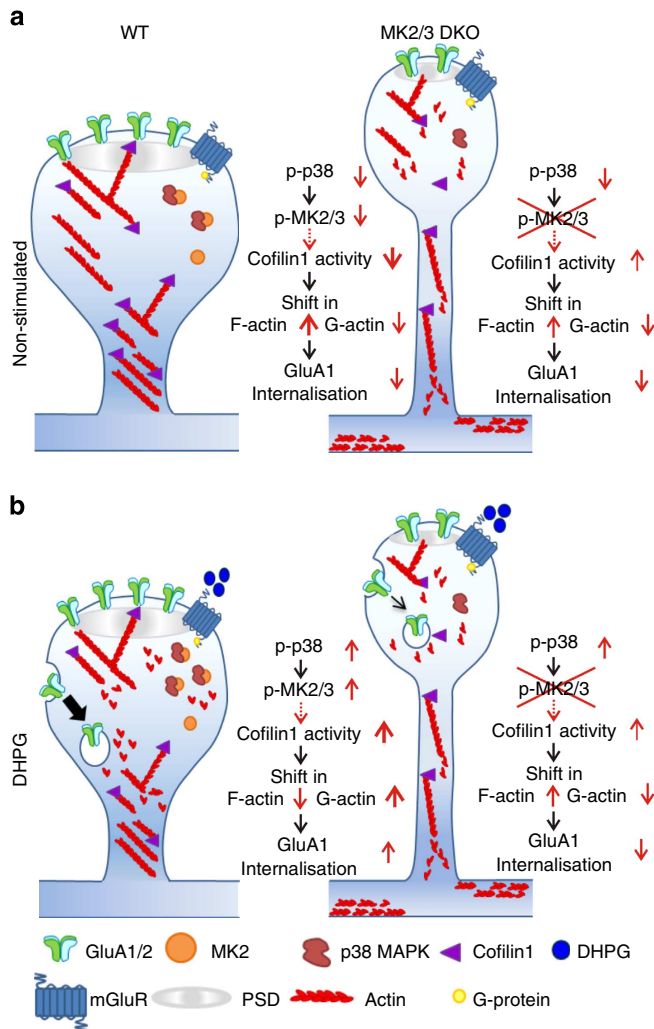 a
WT
MK2/3 DKO
Non-stimulated
p-p38
p-MK2/3
Cofilin1 activity
Shift in
F-actin G-actin
GluA1
Internalisation
p-p38
p-MK2/3
Cofilin1 activity
Shift in
F-actin G-actin
GluA1
Internalisation
b
DHPG
p-p38
p-MK2/3
Cofilin1 activity
Shift in
F-actin G-actin
GluA1
Internalisation
p-p38
p-MK2/3
Cofilin1 activity
Shift in
F-actin G-actin
GluA1
Internalisation
GluA1/2 MK2 p38 MAPK Cofilin1 DHPG
mGluR PSD Actin G-protein